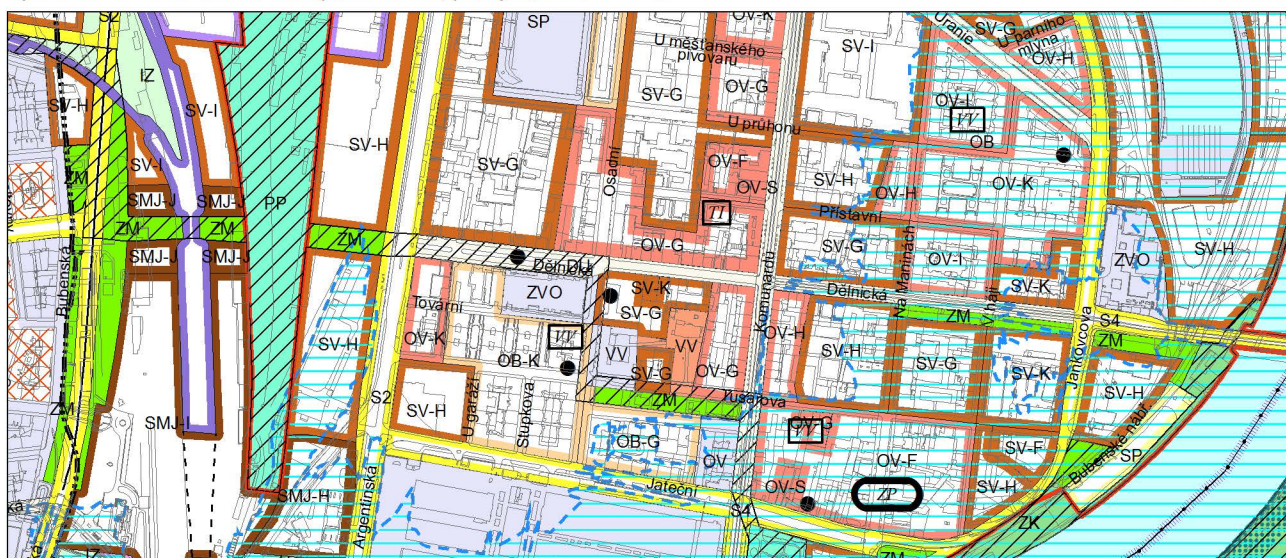 S2
SP
OV-K
Uranie
SV-G
U parního
mlýna
OV-H
IZ
U měšťanského
pivovaru
SV-I
SV-H
SV-I
SV-G
OV-G
OV-I
VV
SV-H
U průhonu
OB
SV-I
SV-G
Osadní
OV-F
OV-S
SV-H
OV-H
OV-K
ZM
SMJ-J
SMJ-J
PP
TT
Přístavní
ZM
ZM
ZM
OV-G
SV-G
Na Maninách
OV-I
SV-H
ZVO
SMJ-J
SMJ-J
Dělnická
DU
Bubenská
ZVO
SV-K
Komunardů
Dělnická
V háji
SV-K
Tovární
SV-G
ZM
S4
Jankovcova
ZM
SV-H
OV-K
OB-K
VV
VV
OV-H
SV-H
SV-G
SV-K
SV-G
OV-G
SV-H
ZM
S2
SV-H
U garáží
Stupkova
ZM
Tusarova
SMJ-I
OV-G
SV-F
Bubenské nábř.
SP
OB-G
OV
OV-F
SMJ-H
Argentinská
Jateční
OV-S
ZP
SV-H
S4
ZK
IZ
ZM